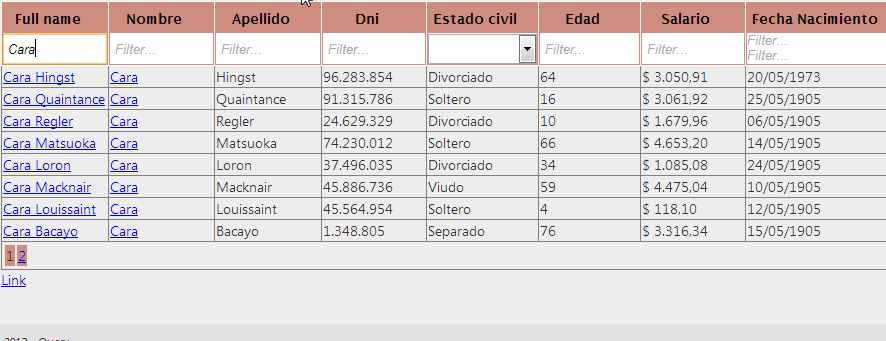 Full name Nombre Apellido Dni Estado civil Edad Salario Fecha Nacimiento
Cara Filter... Filter... Filter... Filter... Filter... Filter...
Filter...
Cara Hingst Cara Hingst 96.283.854 Divorciado 64 $ 3.050,91 20/05/1973
Cara Quaintance Cara Quaintance 91.315.786 Soltero 16 $ 3.061,92 25/05/1905
Cara Regler Cara Regler 24.629.329 Divorciado 10 $ 1.679,96 06/05/1905
Cara Matsuoka Cara Matsuoka 74.230.012 Soltero 66 $ 4.653,20 14/05/1905
Cara Loron Cara Loron 37.496.035 Divorciado 34 $ 1.085,08 24/05/1905
Cara Macknair Cara Macknair 45.886.736 Viudo 59 $ 4.475,04 10/05/1905
Cara Louissaint Cara Louissaint 45.564.954 Soltero 4 $ 118,10 12/05/1905
Cara Bacayo Cara Bacayo 1.348.805 Separado 76 $ 3.316,34 15/05/1905
1 2
Link